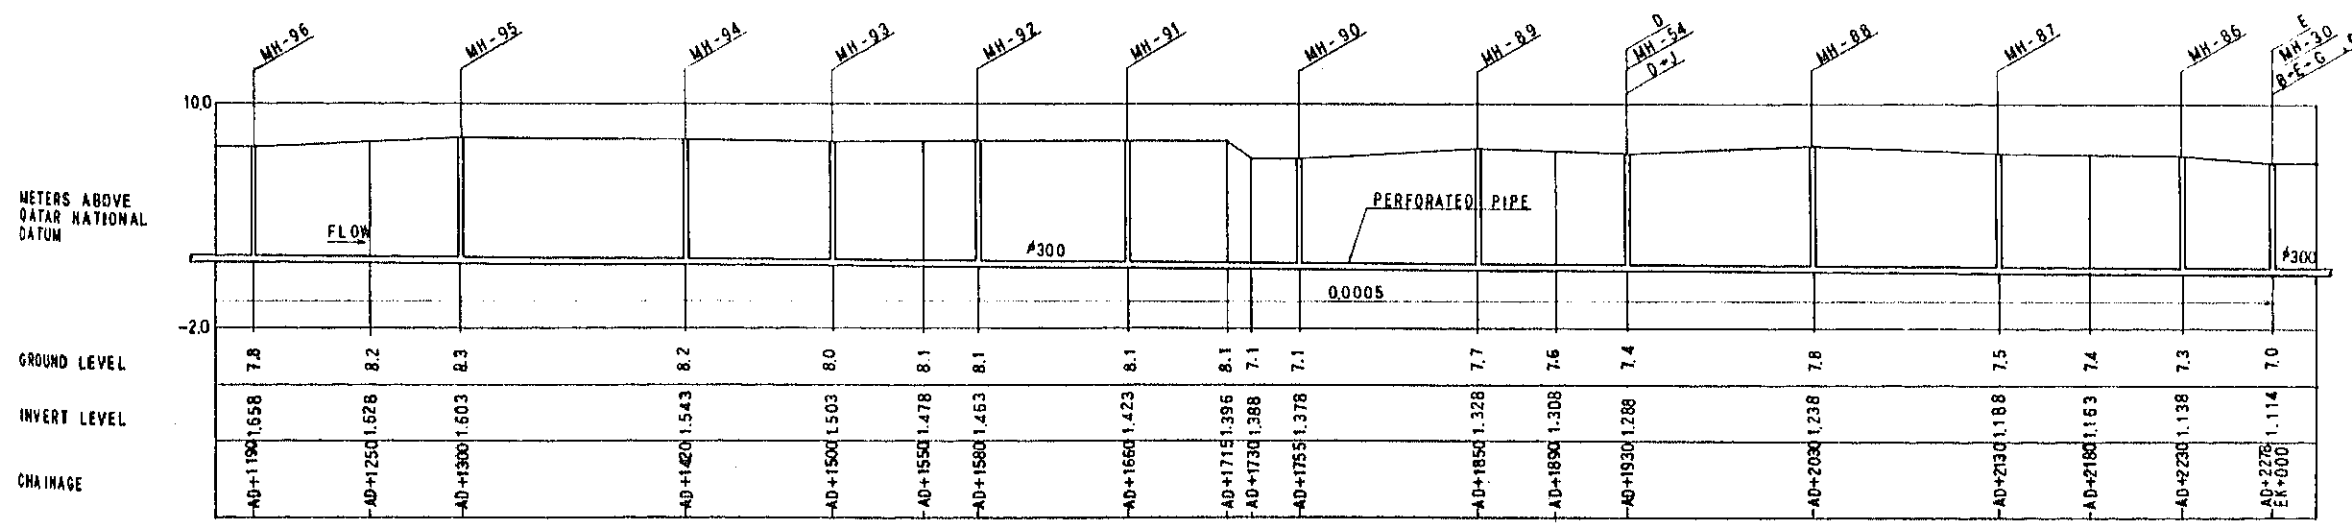 MH-96
MH-95
MH-94
MH-93
MH-92
MH-91
MH-90
MH-89
D
MH-54
D-J
MH-88
MH-87
MH-86
E
MH-30
B-E-G
10.0
METERS ABOVE
QATAR NATIONAL
DATUM
FLOW
ø300
PERFORATED PIPE
ø300
0.0005
-2.0
GROUND LEVEL 7.8 8.2 8.3 8.2 8.0 8.1 8.1 8.1 8.1 7.1 7.1 7.7 7.6 7.4 7.8 7.5 7.4 7.3 7.0
INVERT LEVEL 1.658 1.628 1.603 1.543 1.503 1.478 1.463 1.423 1.396 1.388 1.378 1.328 1.308 1.288 1.238 1.188 1.163 1.138 1.114
CHAINAGE AD+1190 AD+1250 AD+1300 AD+1420 AD+1500 AD+1550 AD+1580 AD+1660 AD+1715 AD+1730 AD+1755 AD+1850 AD+1890 AD+1930 AD+2030 AD+2130 AD+2180 AD+2230 AD+2278
EK+000